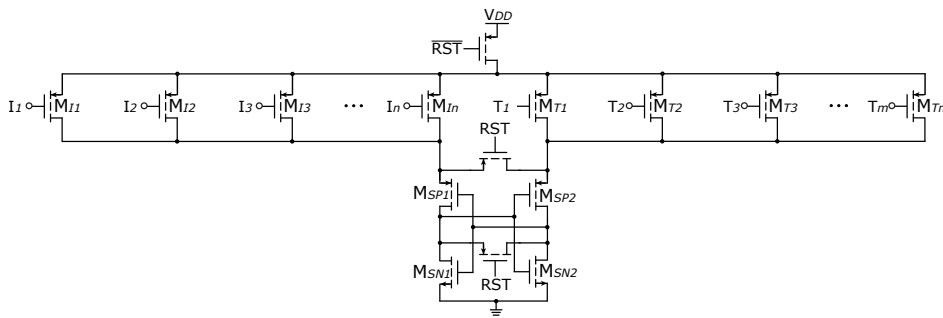 VDD
RST
I1 MI1 I2 MI2 I3 MI3 ··· In MIn T1 MT1 T2 MT2 T3 MT3 ··· Tm
RST
MSP1 MSP2
MSN1 MSN2
RST